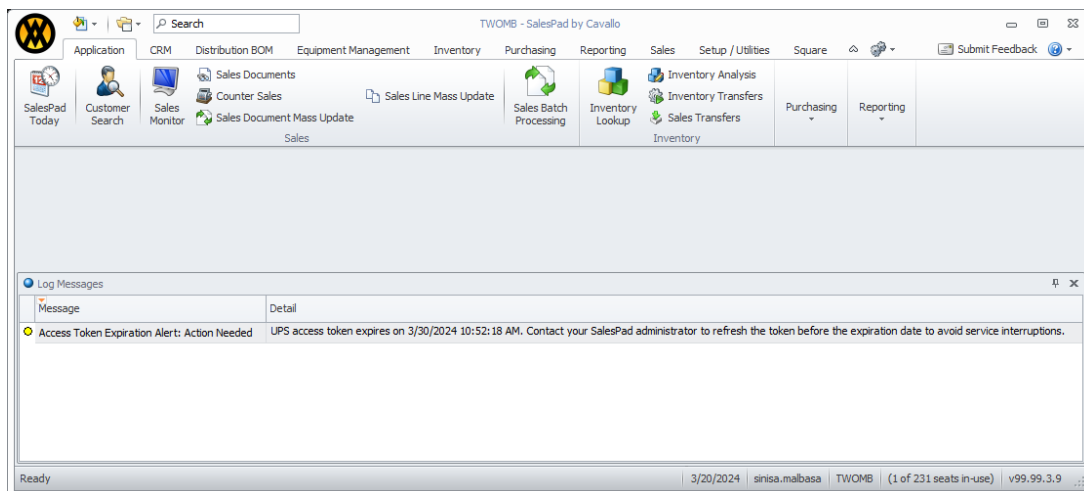 Search
TWOMB - SalesPad by Cavallo
Application CRM Distribution BOM Equipment Management Inventory Purchasing Reporting Sales Setup / Utilities Square Submit Feedback
SalesPad Today
Customer Search
Sales Monitor
Sales Documents
Counter Sales
Sales Document Mass Update
Sales Line Mass Update
Sales Batch Processing
Sales
Inventory Lookup
Inventory Analysis
Inventory Transfers
Sales Transfers
Inventory
Purchasing
Reporting
Log Messages
Message Detail
Access Token Expiration Alert: Action Needed UPS access token expires on 3/30/2024 10:52:18 AM. Contact your SalesPad administrator to refresh the token before the expiration date to avoid service interruptions.
Ready 3/20/2024 sinisa.malbasa TWOMB (1 of 231 seats in-use) v99.99.3.9